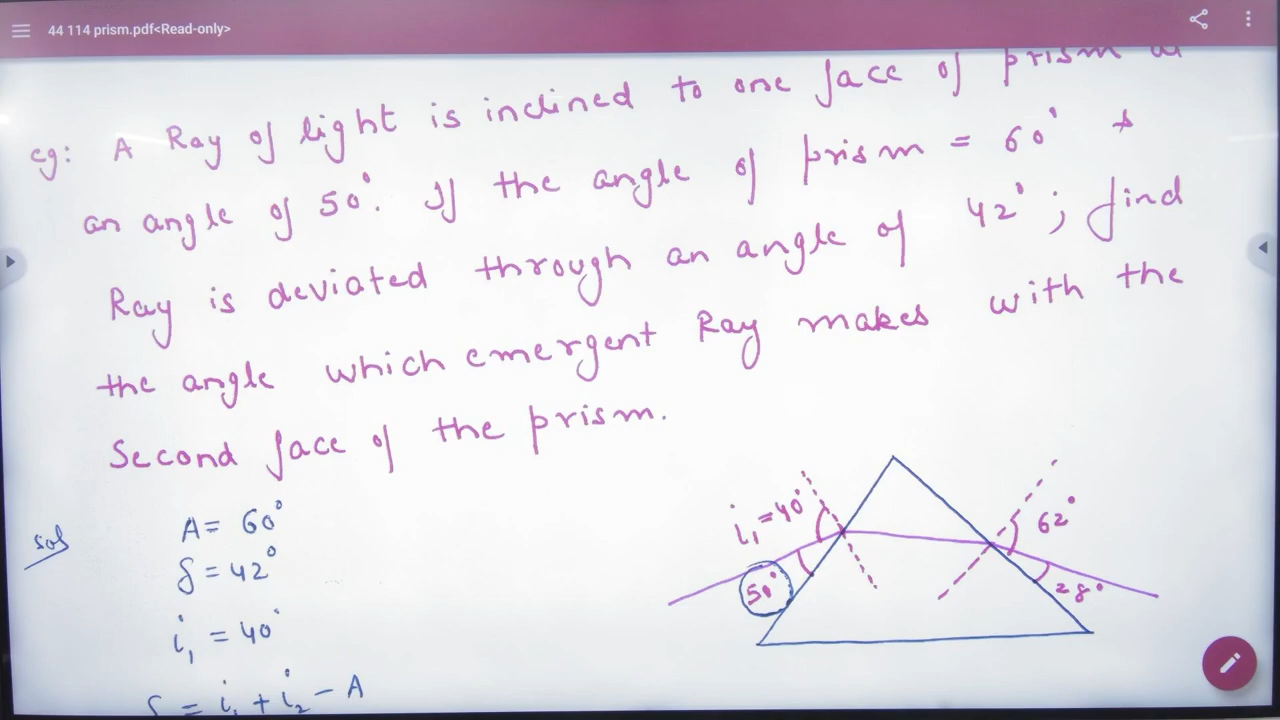 44 114 prism.pdf<Read-only>
eg: A Ray of light is inclined to one face of prism at
an angle of 50°. If the angle of prism = 60° &
Ray is deviated through an angle of 42°; find
the angle which emergent Ray makes with the
Second face of the prism.
sol
A = 60°
δ = 42°
i₁ = 40°
δ = i₁ + i₂ - A
i₁ = 40°
50°
62°
28°